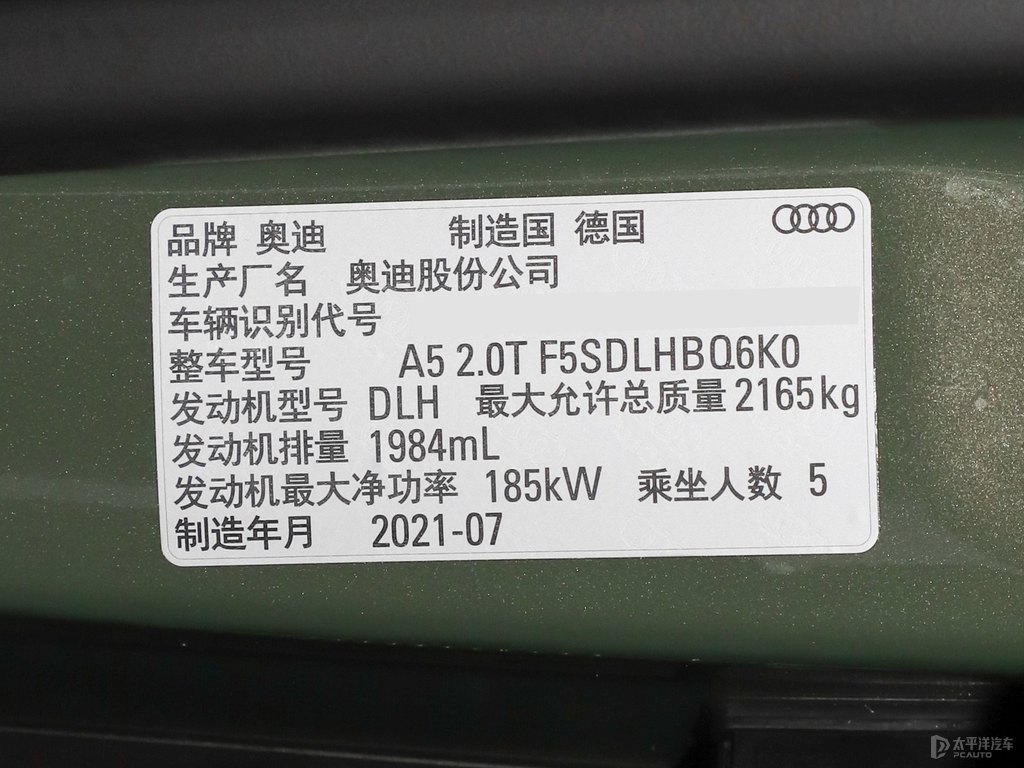 品牌 奥迪 制造国 德国
生产厂名 奥迪股份公司
车辆识别代号
整车型号 A5 2.0T F5SDLHBQ6K0
发动机型号 DLH 最大允许总质量 2165kg
发动机排量 1984mL
发动机最大净功率 185kW 乘坐人数 5
制造年月 2021-07
太平洋汽车
PCAUTO